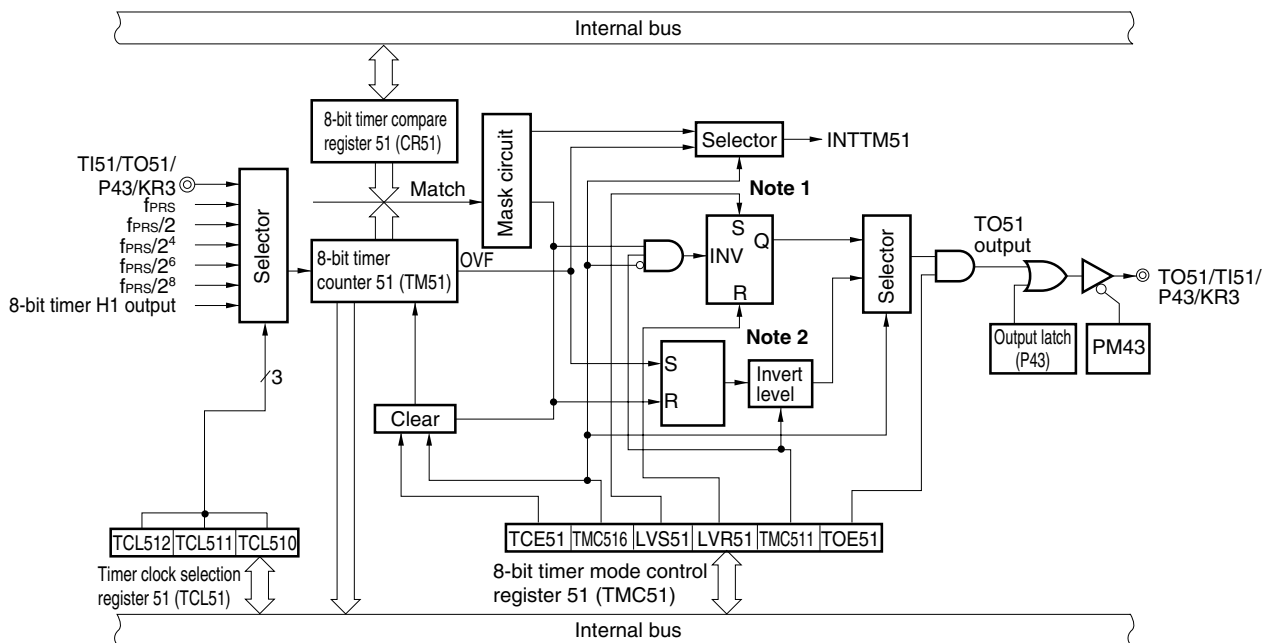 Internal bus
8-bit timer compare
register 51 (CR51)
Mask circuit
Selector
INTTM51
TI51/TO51/
P43/KR3
fPRS
fPRS/2
fPRS/2⁴
fPRS/2⁶
fPRS/2⁸
8-bit timer H1 output
Selector
Match
Note 1
8-bit timer
counter 51 (TM51)
OVF
S
INV
Q
R
Selector
TO51
output
TO51/TI51/
P43/KR3
Output latch
(P43)
PM43
Note 2
S
R
Invert
level
3
Clear
TCL512 TCL511 TCL510
Timer clock selection
register 51 (TCL51)
TCE51 TMC516 LVS51 LVR51 TMC511 TOE51
8-bit timer mode control
register 51 (TMC51)
Internal bus